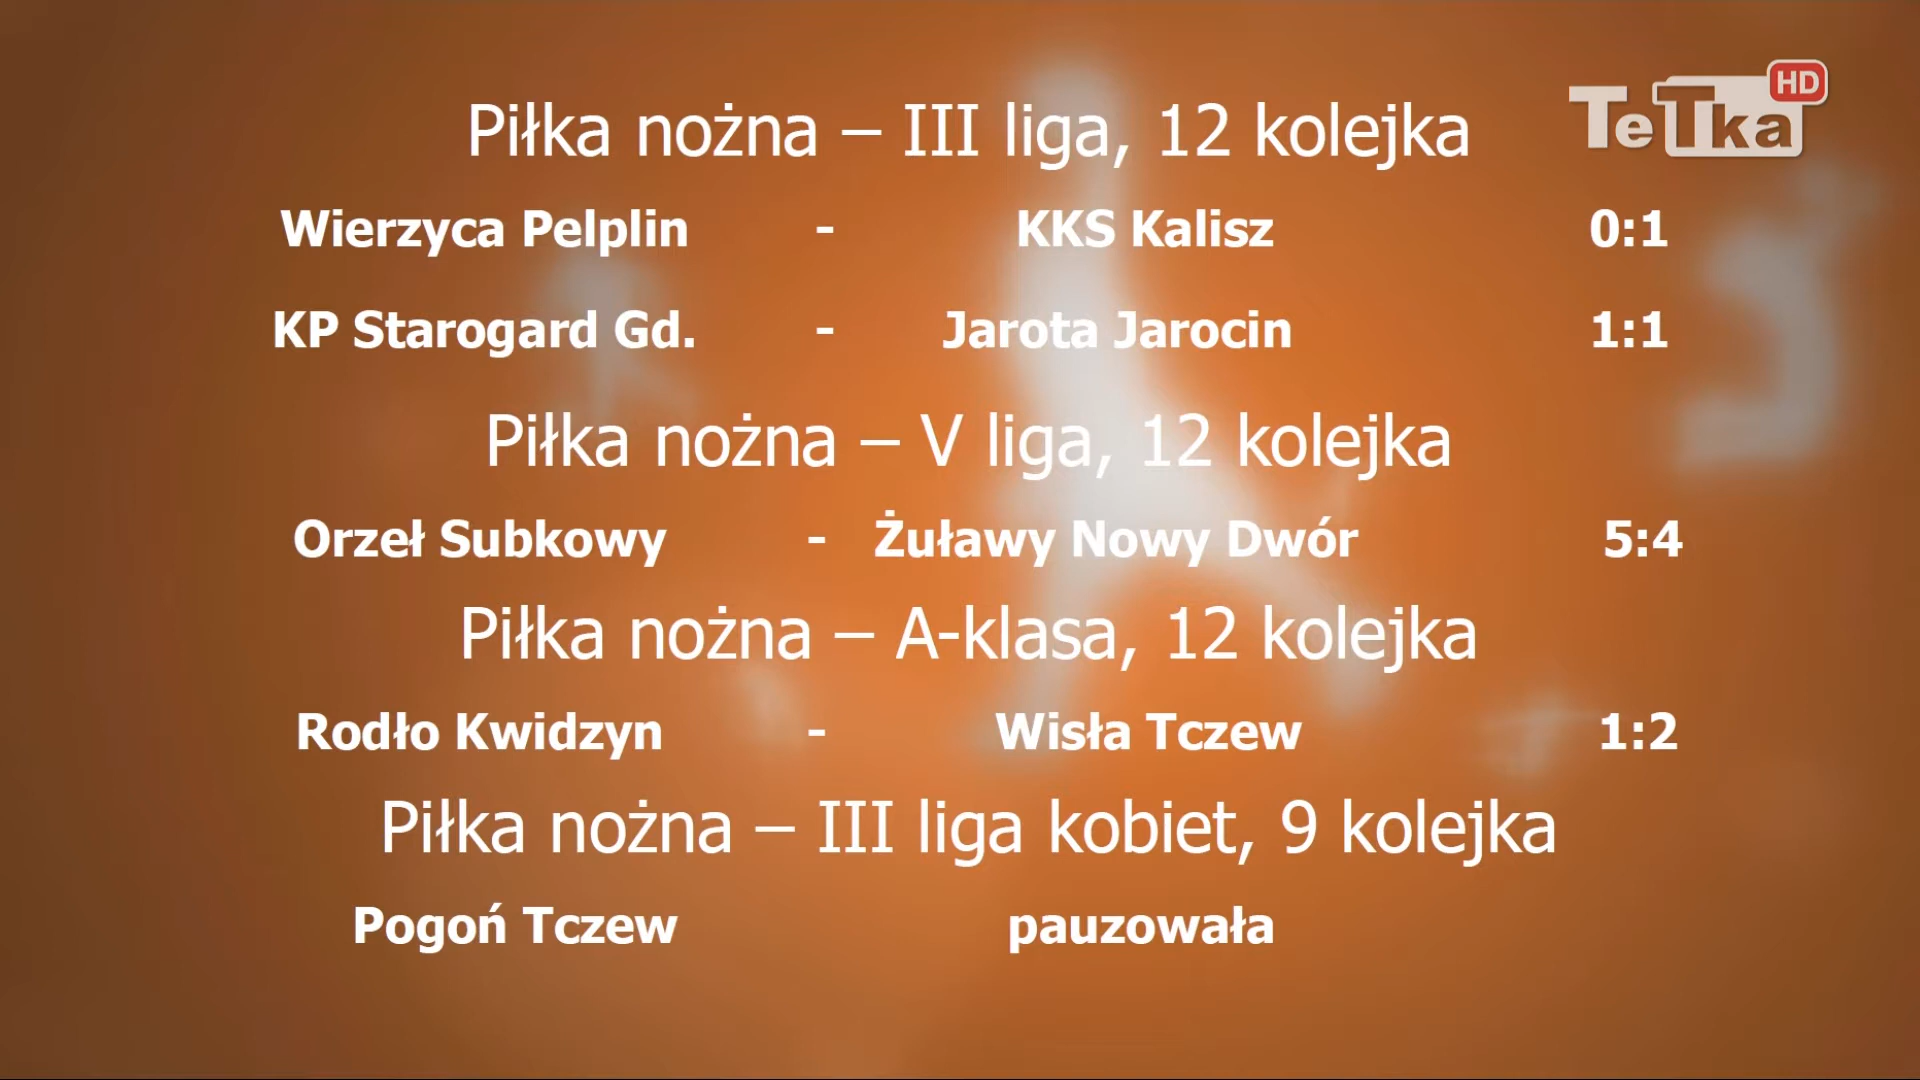 TeTka HD
Piłka nożna – III liga, 12 kolejka
Wierzyca Pelplin - KKS Kalisz 0:1
KP Starogard Gd. - Jarota Jarocin 1:1
Piłka nożna – V liga, 12 kolejka
Orzeł Subkowy - Żuławy Nowy Dwór 5:4
Piłka nożna – A-klasa, 12 kolejka
Rodło Kwidzyn - Wisła Tczew 1:2
Piłka nożna – III liga kobiet, 9 kolejka
Pogoń Tczew pauzowała